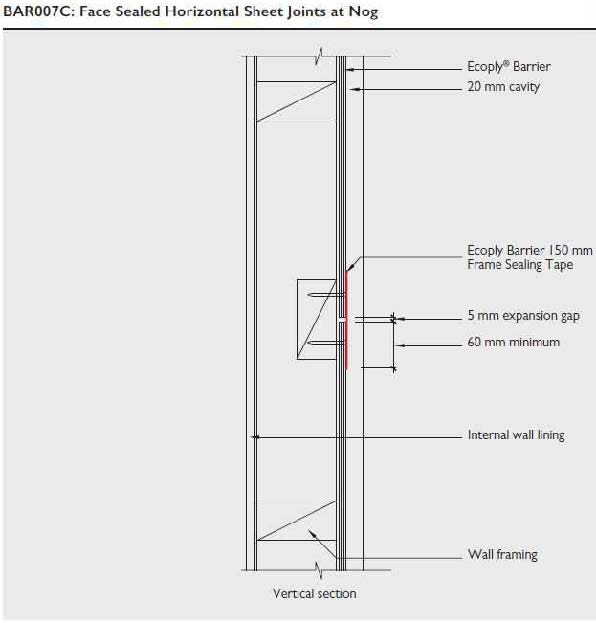 BAR007C: Face Sealed Horizontal Sheet Joints at Nog
Ecoply® Barrier
20 mm cavity
Ecoply Barrier 150 mm
Frame Sealing Tape
5 mm expansion gap
60 mm minimum
Internal wall lining
Wall framing
Vertical section